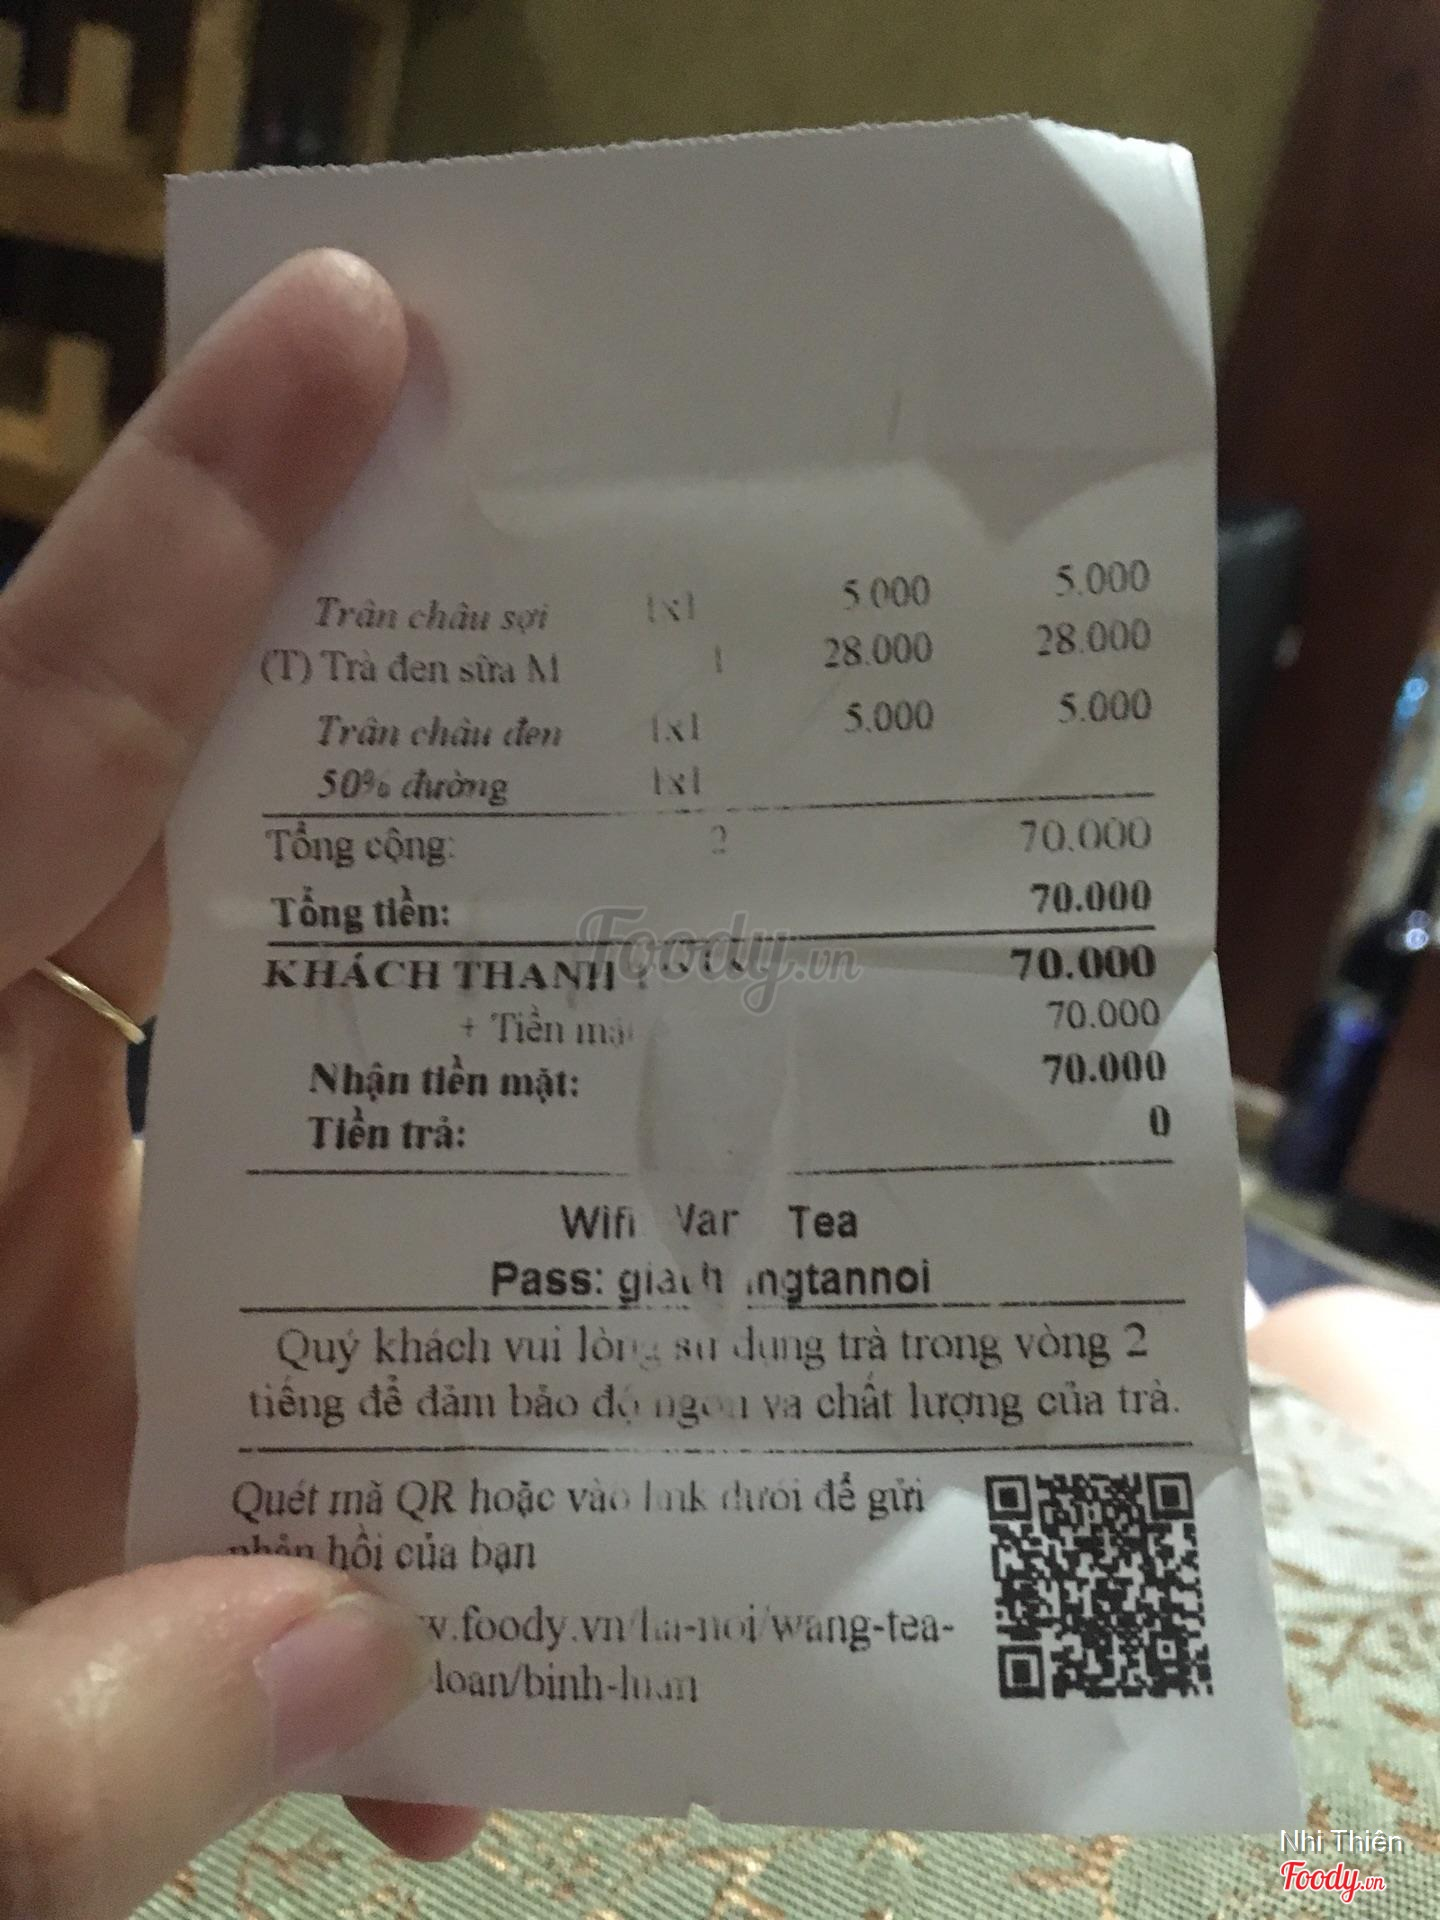 Trân châu sợi 1x1 5.000 5.000
(T) Trà đen sữa M 1 28.000 28.000
Trân châu đen 1x1 5.000 5.000
50% đường 1x1
Tổng cộng: 2 70.000
Tổng tiền: 70.000
KHÁCH THANH 70.000
+ Tiền mặt 70.000
Nhận tiền mặt: 70.000
Tiền trả: 0
Wifi Tea
Pass:
Quý khách vui lòng sử dụng trà trong vòng 2
tiếng để đảm bảo độ ngon và chất lượng của trà.
Quét mã QR hoặc vào link dưới để gửi
phản hồi của bạn
w.foody.vn/ha-noi/wang-tea-
-loan/binh-luan
Foody.vn
Nhi Thiên
Foody.vn